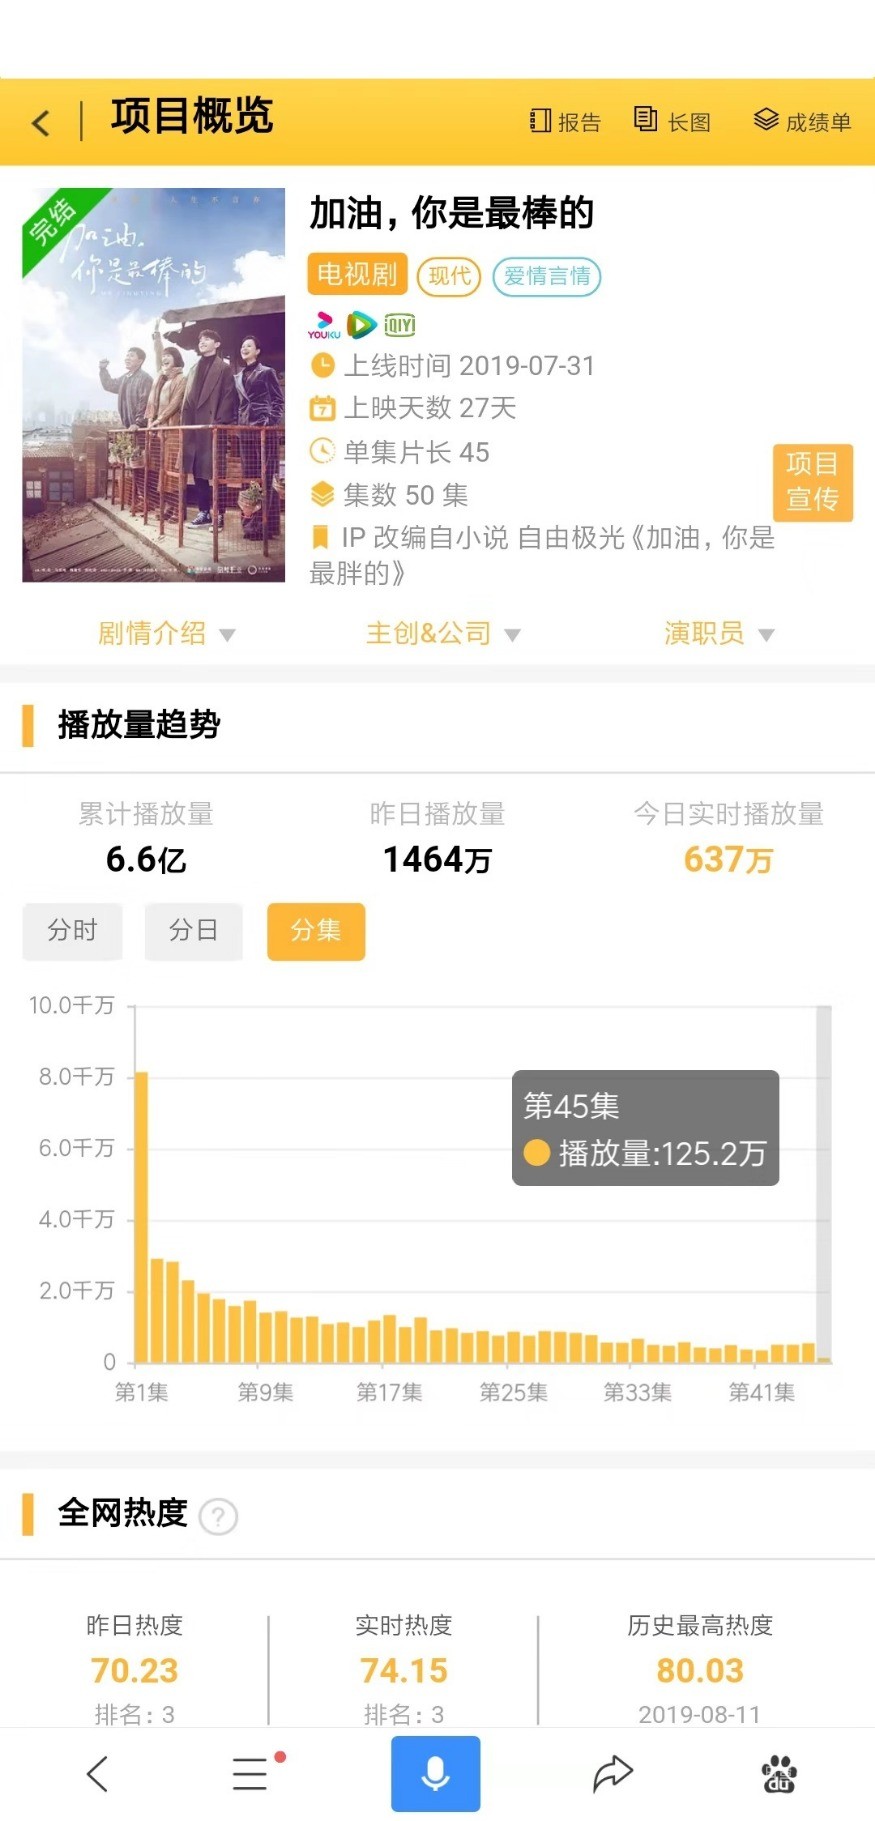 项目概览
报告
长图
成绩单
完结
加油,
你是最棒的
加油，你是最棒的
电视剧 现代 爱情言情
YOUKU iQIYI
上线时间 2019-07-31
7 上映天数 27天
单集片长 45
集数 50 集
项目
宣传
IP 改编自小说 自由极光《加油，你是
最胖的》
剧情介绍 主创&公司 演职员
播放量趋势
累计播放量 昨日播放量 今日实时播放量
6.6亿 1464万 637万
分时 分日 分集
10.0千万
8.0千万
6.0千万
4.0千万
2.0千万
0
第45集
播放量:125.2万
第1集 第9集 第17集 第25集 第33集 第41集
全网热度 ?
昨日热度 实时热度 历史最高热度
70.23 74.15 80.03
排名: 3 排名: 3 2019-08-11
du